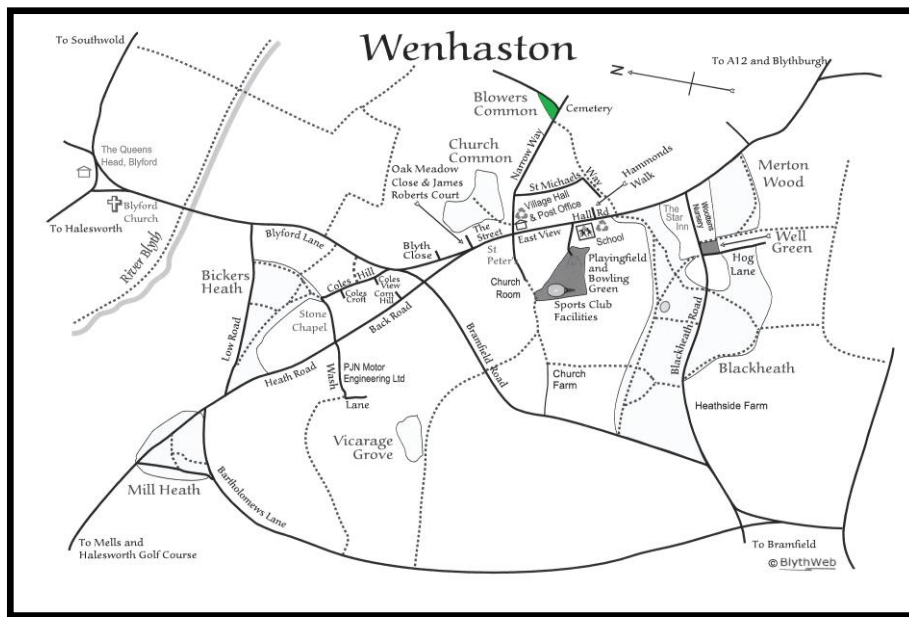 Wenhaston
To Southwold
To A12 and Blythburgh
N
Blowers
Common
Cemetery
The Queens
Head, Blyford
Church
Common
Narrow Way
Oak Meadow
Close & James
Roberts Court
Hammonds
Walk
Merton
Wood
St Michaels Way
Village Hall
& Post Office
Blyford
Church
To Halesworth
River Blyth
The Street
Hall Rd
East View
School
The
Star
Inn
Woottens
Nursery
Well
Green
Blyford Lane
Blyth
Close
St
Peter
Hog
Lane
Bickers
Heath
Coles Hill
Coles
View
Coles
Croft
Corn
Hill
Church
Room
Playingfield
and
Bowling
Green
Sports Club
Facilities
Stone
Chapel
Back Road
Low Road
Bramfield Road
Blackheath Road
Blackheath
Heath Road
Wash
Lane
PJN Motor
Engineering Ltd
Church
Farm
Heathside Farm
Vicarage
Grove
Mill Heath
Bartholomews Lane
To Mells and
Halesworth Golf Course
To Bramfield
© BlythWeb